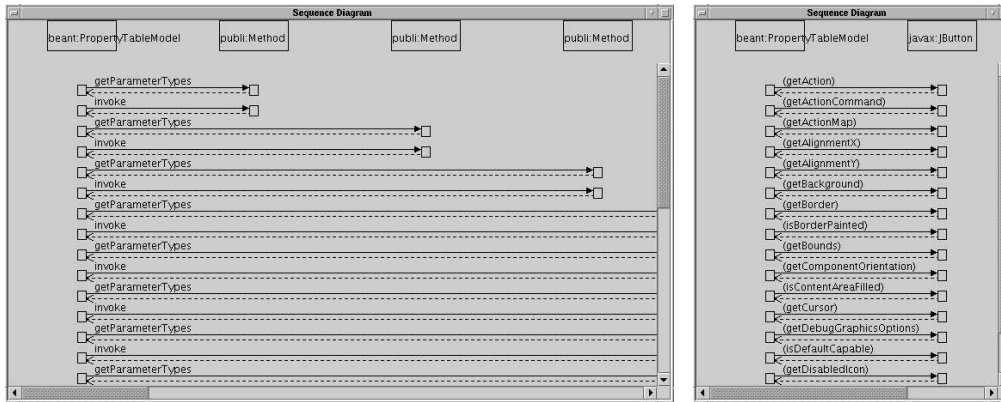 Sequence Diagram
beant:PropertyTableModel
publi:Method
publi:Method
publi:Method
getParameterTypes
invoke
getParameterTypes
invoke
getParameterTypes
invoke
getParameterTypes
invoke
getParameterTypes
invoke
getParameterTypes
invoke
getParameterTypes
invoke
getParameterTypes
Sequence Diagram
beant:PropertyTableModel
javax:JButton
(getAction)
(getActionCommand)
(getActionMap)
(getAlignmentX)
(getAlignmentY)
(getBackground)
(getBorder)
(isBorderPainted)
(getBounds)
(getComponentOrientation)
(isContentAreaFilled)
(getCursor)
(getDebugGraphicsOptions)
(isDefaultCapable)
(getDisabledIcon)